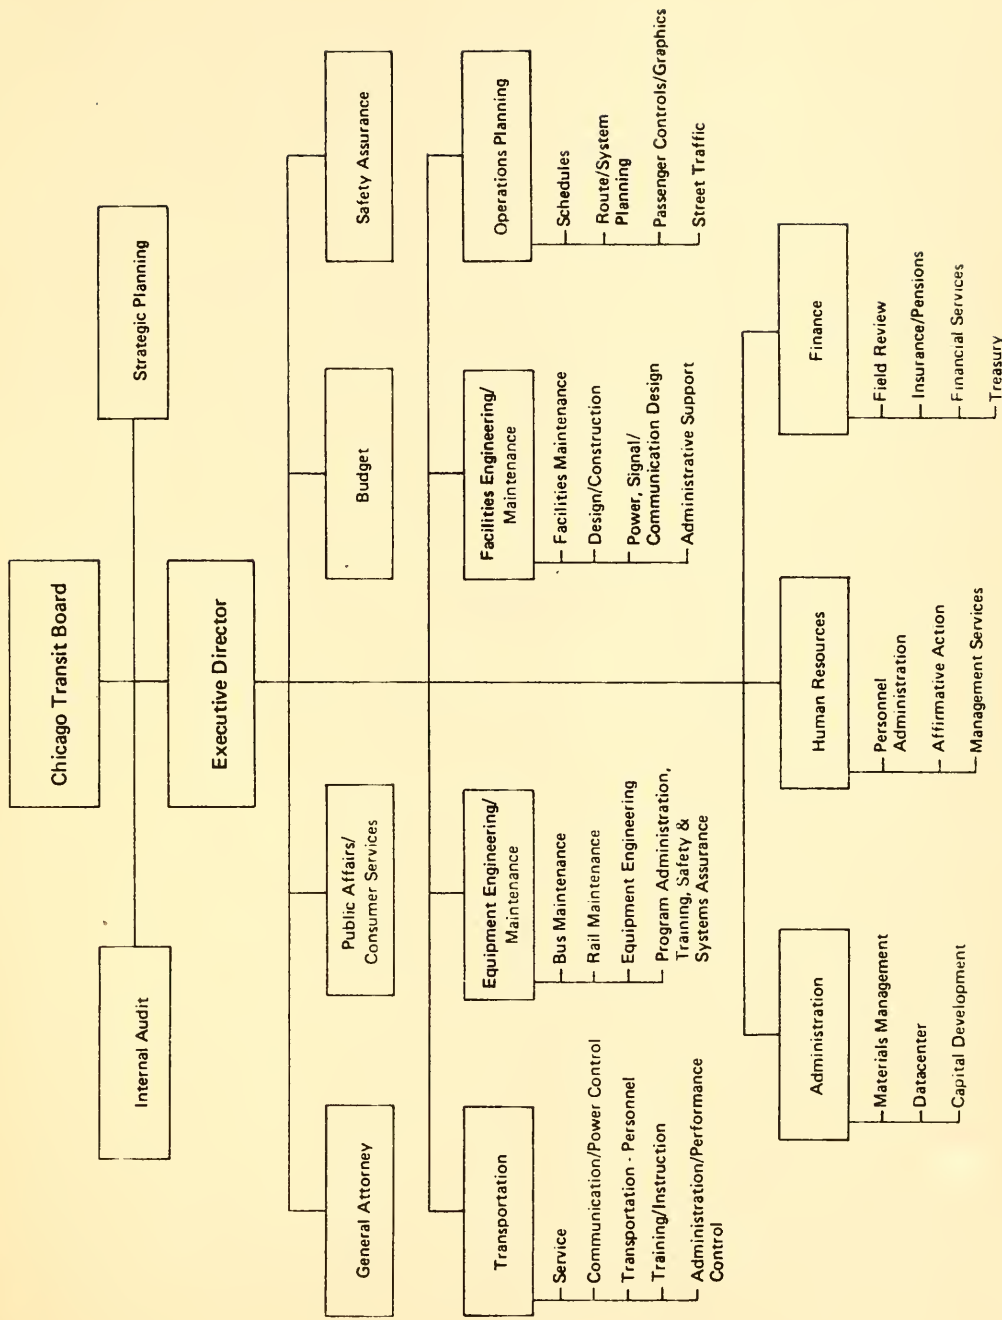 Chicago Transit Board
Internal Audit
Strategic Planning
Executive Director
General Attorney
Public Affairs/
Consumer Services
Budget
Safety Assurance
Transportation
Service
Communication/Power Control
Transportation - Personnel
Training/Instruction
Administration/Performance
Control
Equipment Engineering/
Maintenance
Bus Maintenance
Rail Maintenance
Equipment Engineering
Program Administration,
Training, Safety &
Systems Assurance
Facilities Engineering/
Maintenance
Facilities Maintenance
Design/Construction
Power, Signal/
Communication Design
Administrative Support
Operations Planning
Schedules
Route/System
Planning
Passenger Controls/Graphics
Street Traffic
Administration
Materials Management
Datacenter
Capital Development
Human Resources
Personnel
Administration
Affirmative Action
Management Services
Finance
Field Review
Insurance/Pensions
Financial Services
Treasury